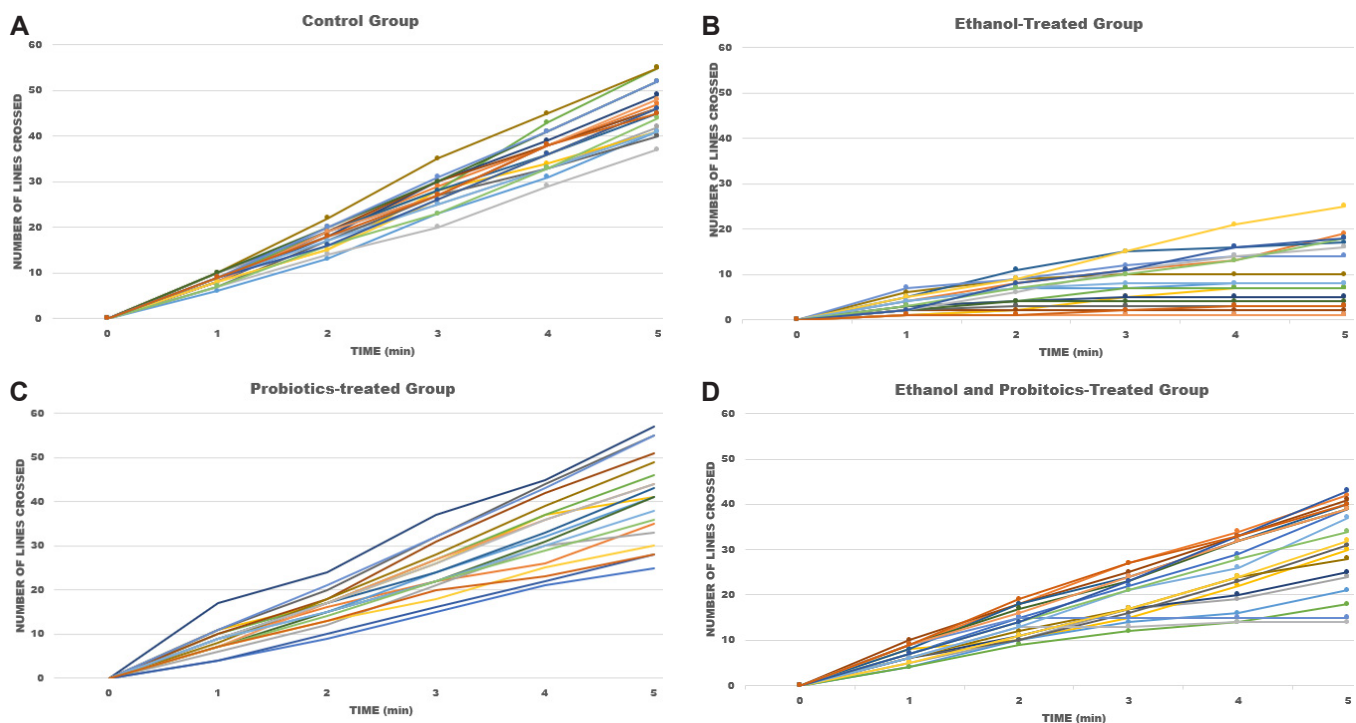 A
Control Group
NUMBER OF LINES CROSSED
60
50
40
30
20
10
0
0 1 2 3 4 5
TIME (min)
B
Ethanol-Treated Group
NUMBER OF LINES CROSSED
60
50
40
30
20
10
0
0 1 2 3 4 5
TIME (min)
C
Probiotics-treated Group
NUMBER OF LINES CROSSED
60
50
40
30
20
10
0
0 1 2 3 4 5
TIME (min)
D
Ethanol and Probitoics-Treated Group
NUMBER OF LINES CROSSED
60
50
40
30
20
10
0
0 1 2 3 4 5
TIME (min)